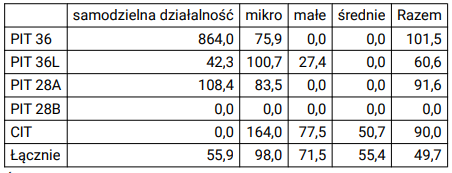 samodzielna działalność mikro małe średnie Razem
PIT 36 864,0 75,9 0,0 0,0 101,5
PIT 36L 42,3 100,7 27,4 0,0 60,6
PIT 28A 108,4 83,5 0,0 0,0 91,6
PIT 28B 0,0 0,0 0,0 0,0 0,0
CIT 0,0 164,0 77,5 50,7 90,0
Łącznie 55,9 98,0 71,5 55,4 49,7